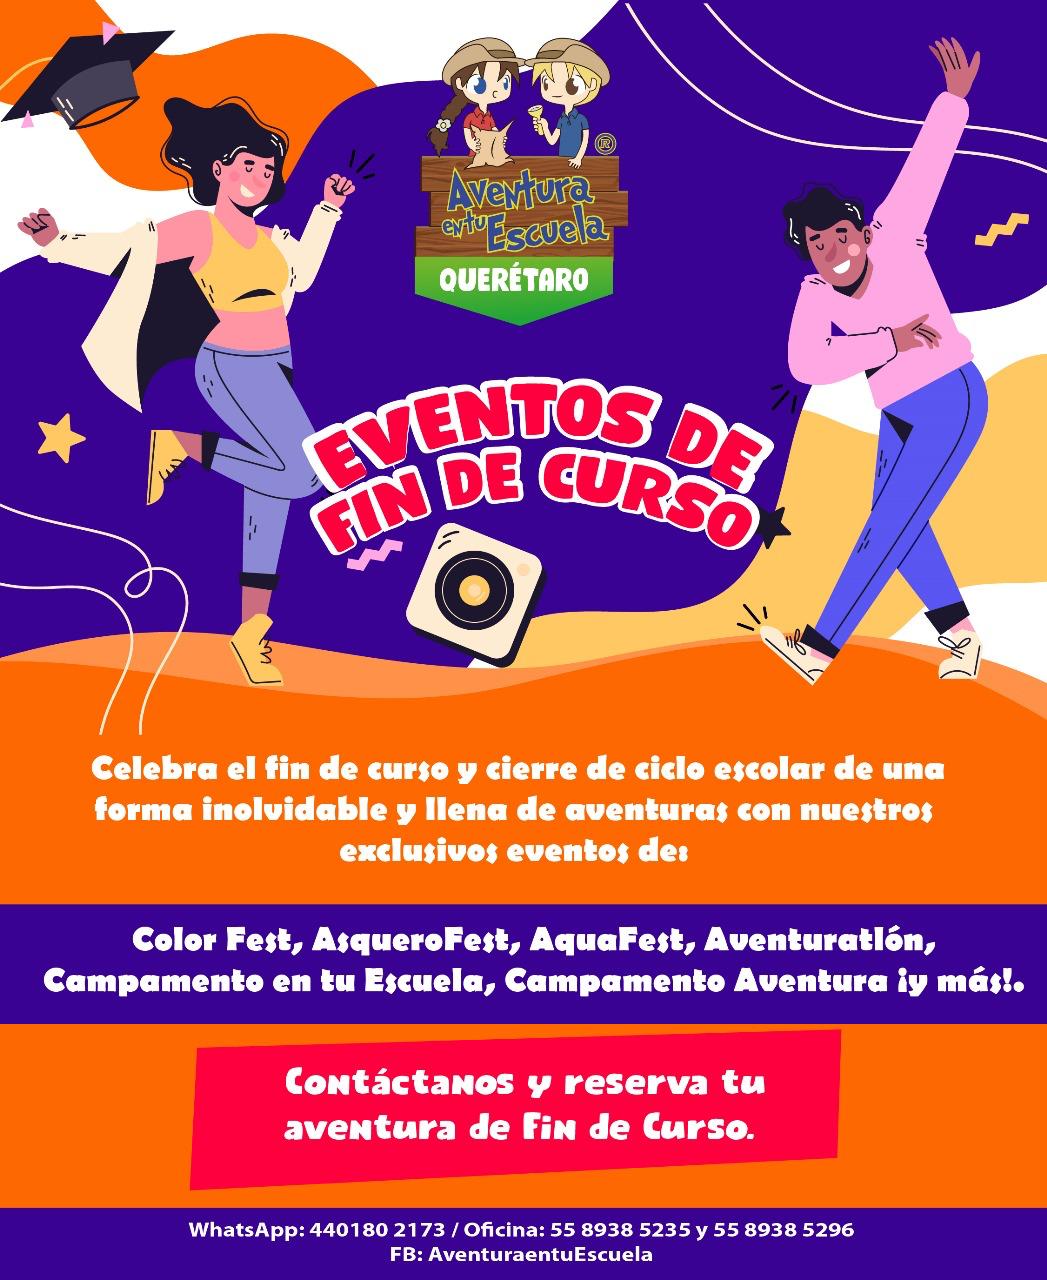 ®
Aventura
en tu Escuela
QUERÉTARO
EVENTOS DE
FIN DE CURSO
Celebra el fin de curso y cierre de ciclo escolar de una
forma inolvidable y llena de aventuras con nuestros
exclusivos eventos de:
Color Fest, AsqueroFest, AquaFest, Aventuratlón,
Campamento en tu Escuela, Campamento Aventura ¡y más!.
Contáctanos y reserva tu
aventura de Fin de Curso.
WhatsApp: 440180 2173 / Oficina: 55 8938 5235 y 55 8938 5296
FB: AventuraentuEscuela